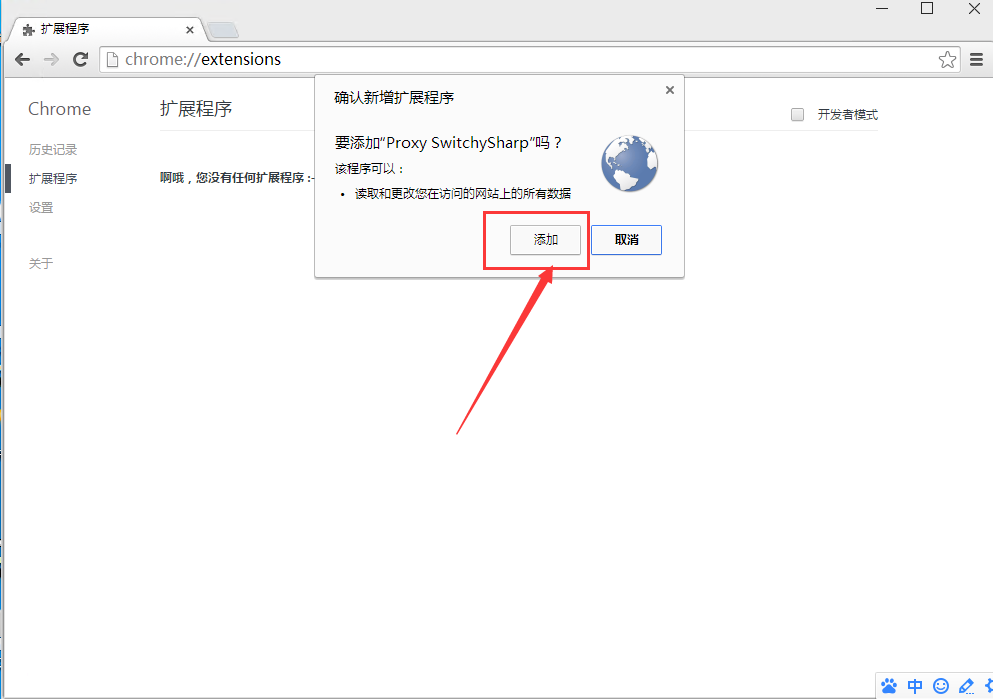 扩展程序
chrome://extensions
Chrome
历史记录
扩展程序
设置
关于
扩展程序
开发者模式
啊哦，您没有任何扩展程序 :-
确认新增扩展程序
要添加“Proxy SwitchySharp”吗？
该程序可以：
• 读取和更改您在访问的网站上的所有数据
添加
取消
中